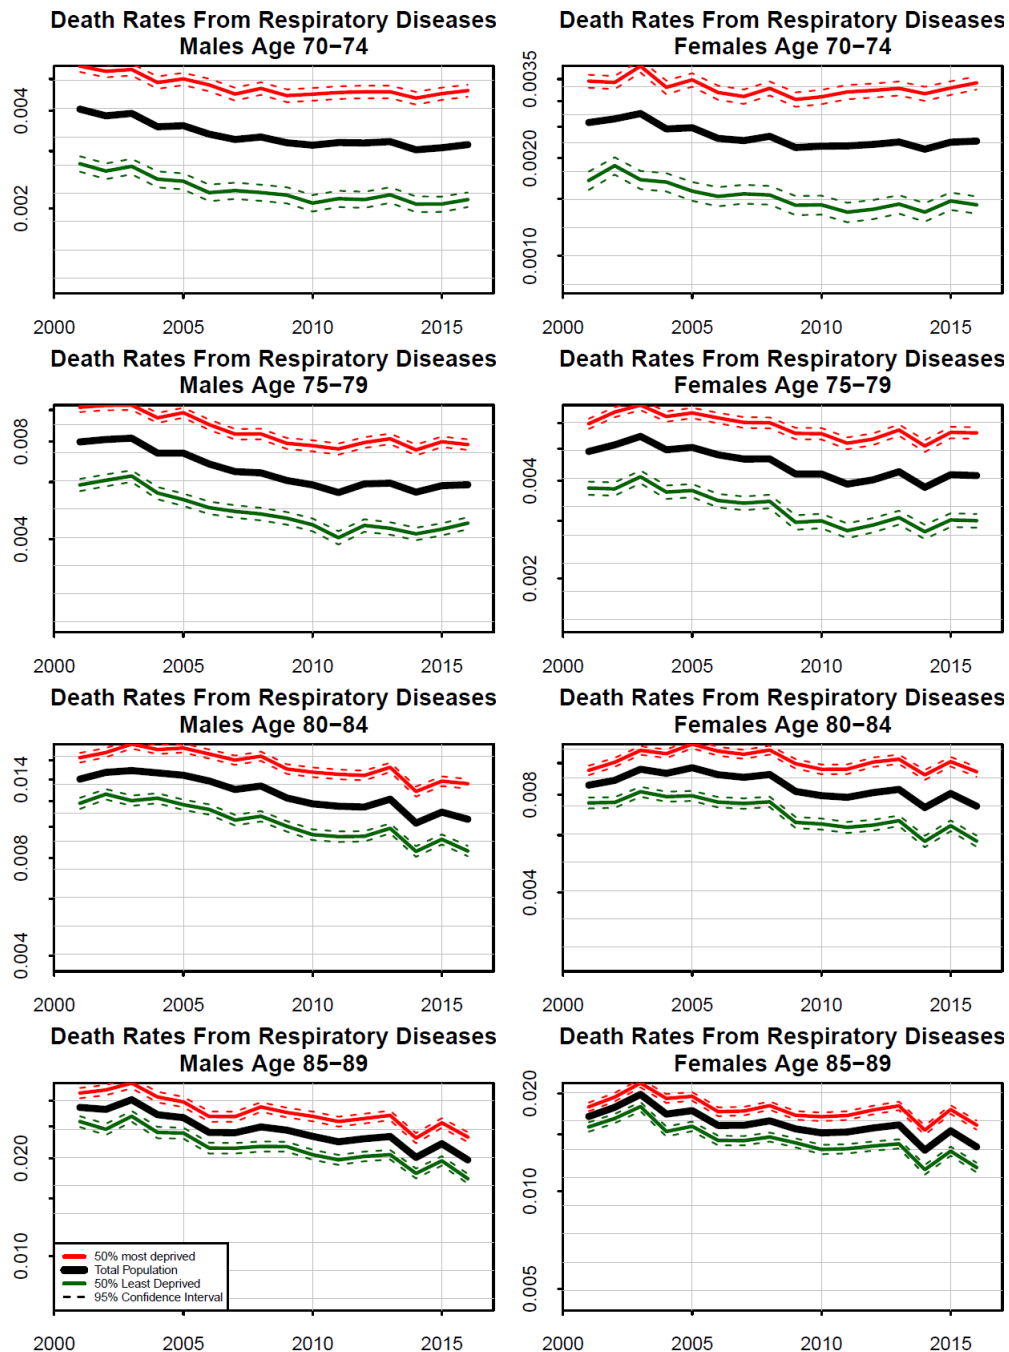 Death Rates From Respiratory Diseases
Males Age 70−74
0.004
0.002
2000 2005 2010 2015
Death Rates From Respiratory Diseases
Females Age 70−74
0.0035
0.0020
0.0010
2000 2005 2010 2015
Death Rates From Respiratory Diseases
Males Age 75−79
0.008
0.004
2000 2005 2010 2015
Death Rates From Respiratory Diseases
Females Age 75−79
0.004
0.002
2000 2005 2010 2015
Death Rates From Respiratory Diseases
Males Age 80−84
0.014
0.008
0.004
2000 2005 2010 2015
Death Rates From Respiratory Diseases
Females Age 80−84
0.008
0.004
2000 2005 2010 2015
Death Rates From Respiratory Diseases
Males Age 85−89
0.020
0.010
50% most deprived
Total Population
50% Least Deprived
95% Confidence Interval
2000 2005 2010 2015
Death Rates From Respiratory Diseases
Females Age 85−89
0.020
0.010
0.005
2000 2005 2010 2015